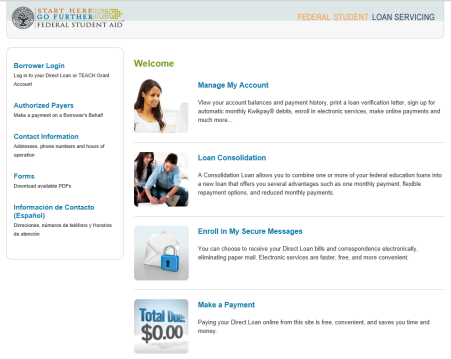 START HERE
GO FURTHER
FEDERAL STUDENT AID
FEDERAL STUDENT LOAN SERVICING
Borrower Login
Log in to your Direct Loan or TEACH Grant
Account
Authorized Payers
Make a payment on a Borrower's Behalf
Contact Information
Addresses, phone numbers and hours of
operation
Forms
Download available PDFs
Información de Contacto
(Español)
Direciones, números de teléfono y Horarios
de atención
Welcome
Manage My Account
View your account balances and payment history, print a loan verification letter, sign up for
automatic monthly Kwikpay® debits, enroll in electronic services, make online payments and
much more...
Loan Consolidation
A Consolidation Loan allows you to combine one or more of your federal education loans into
a new loan that offers you several advantages such as one monthly payment, flexible
repayment options, and reduced monthly payments.
Enroll in My Secure Messages
You can choose to receive your Direct Loan bills and correspondence electronically,
eliminating paper mail. Electronic services are faster, free, and more convenient.
Total Due:
$0.00
Make a Payment
Paying your Direct Loan online from this site is free, convenient, and saves you time and
money.